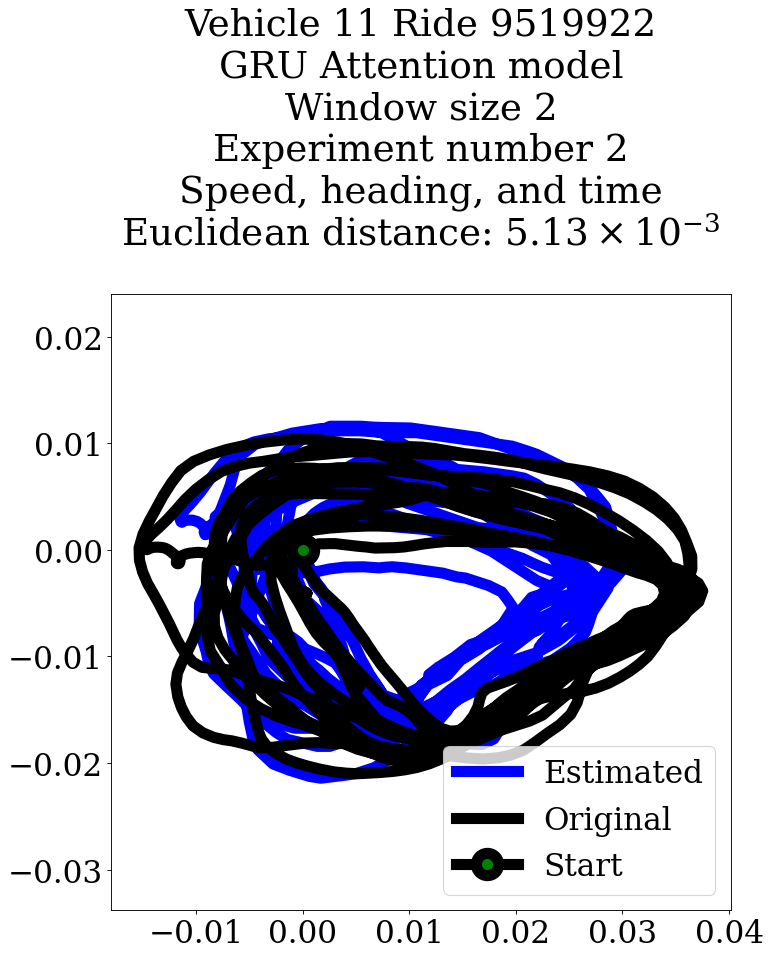 Vehicle 11 Ride 9519922
GRU Attention model
Window size 2
Experiment number 2
Speed, heading, and time
Euclidean distance: 5.13 × 10⁻³
0.02
0.01
0.00
−0.01
−0.02
−0.03
Estimated
Original
Start
−0.01 0.00 0.01 0.02 0.03 0.04